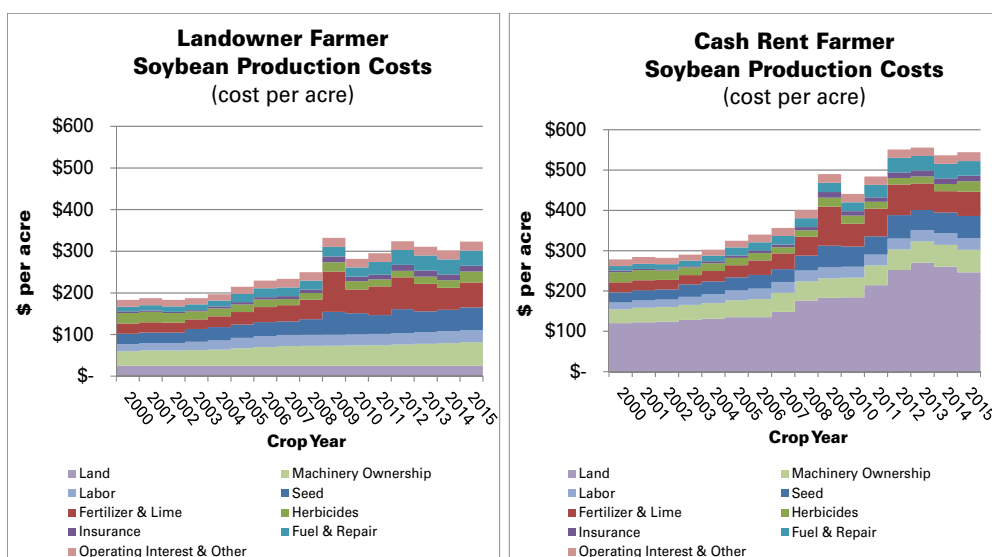 Landowner Farmer
Soybean Production Costs
(cost per acre)
$600
$500
$400
$300
$200
$100
$-
$ per acre
2000
2001
2002
2003
2004
2005
2006
2007
2008
2009
2010
2011
2012
2013
2014
2015
Crop Year
Land
Machinery Ownership
Labor
Seed
Fertilizer & Lime
Herbicides
Insurance
Fuel & Repair
Operating Interest & Other
Cash Rent Farmer
Soybean Production Costs
(cost per acre)
$600
$500
$400
$300
$200
$100
$-
$ per acre
2000
2001
2002
2003
2004
2005
2006
2007
2008
2009
2010
2011
2012
2013
2014
2015
Crop Year
Land
Machinery Ownership
Labor
Seed
Fertilizer & Lime
Herbicides
Insurance
Fuel & Repair
Operating Interest & Other